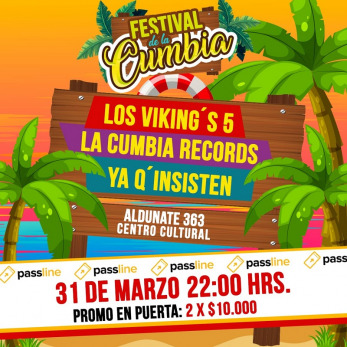 FESTIVAL
de la
Cumbia
LOS VIKING´S 5
LA CUMBIA RECORDS
YA Q´INSISTEN
ALDUNATE 363
CENTRO CULTURAL
passline passline passline passline passline
31 DE MARZO 22:00 HRS.
PROMO EN PUERTA: 2 X $10.000